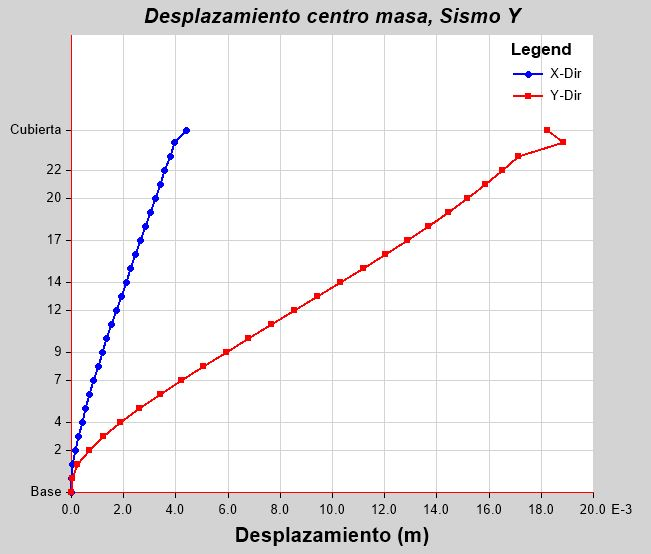 Desplazamiento centro masa, Sismo Y
Legend
X-Dir
Y-Dir
Cubierta
22
20
17
14
12
9
7
4
2
Base
0.0 2.0 4.0 6.0 8.0 10.0 12.0 14.0 16.0 18.0 20.0 E-3
Desplazamiento (m)